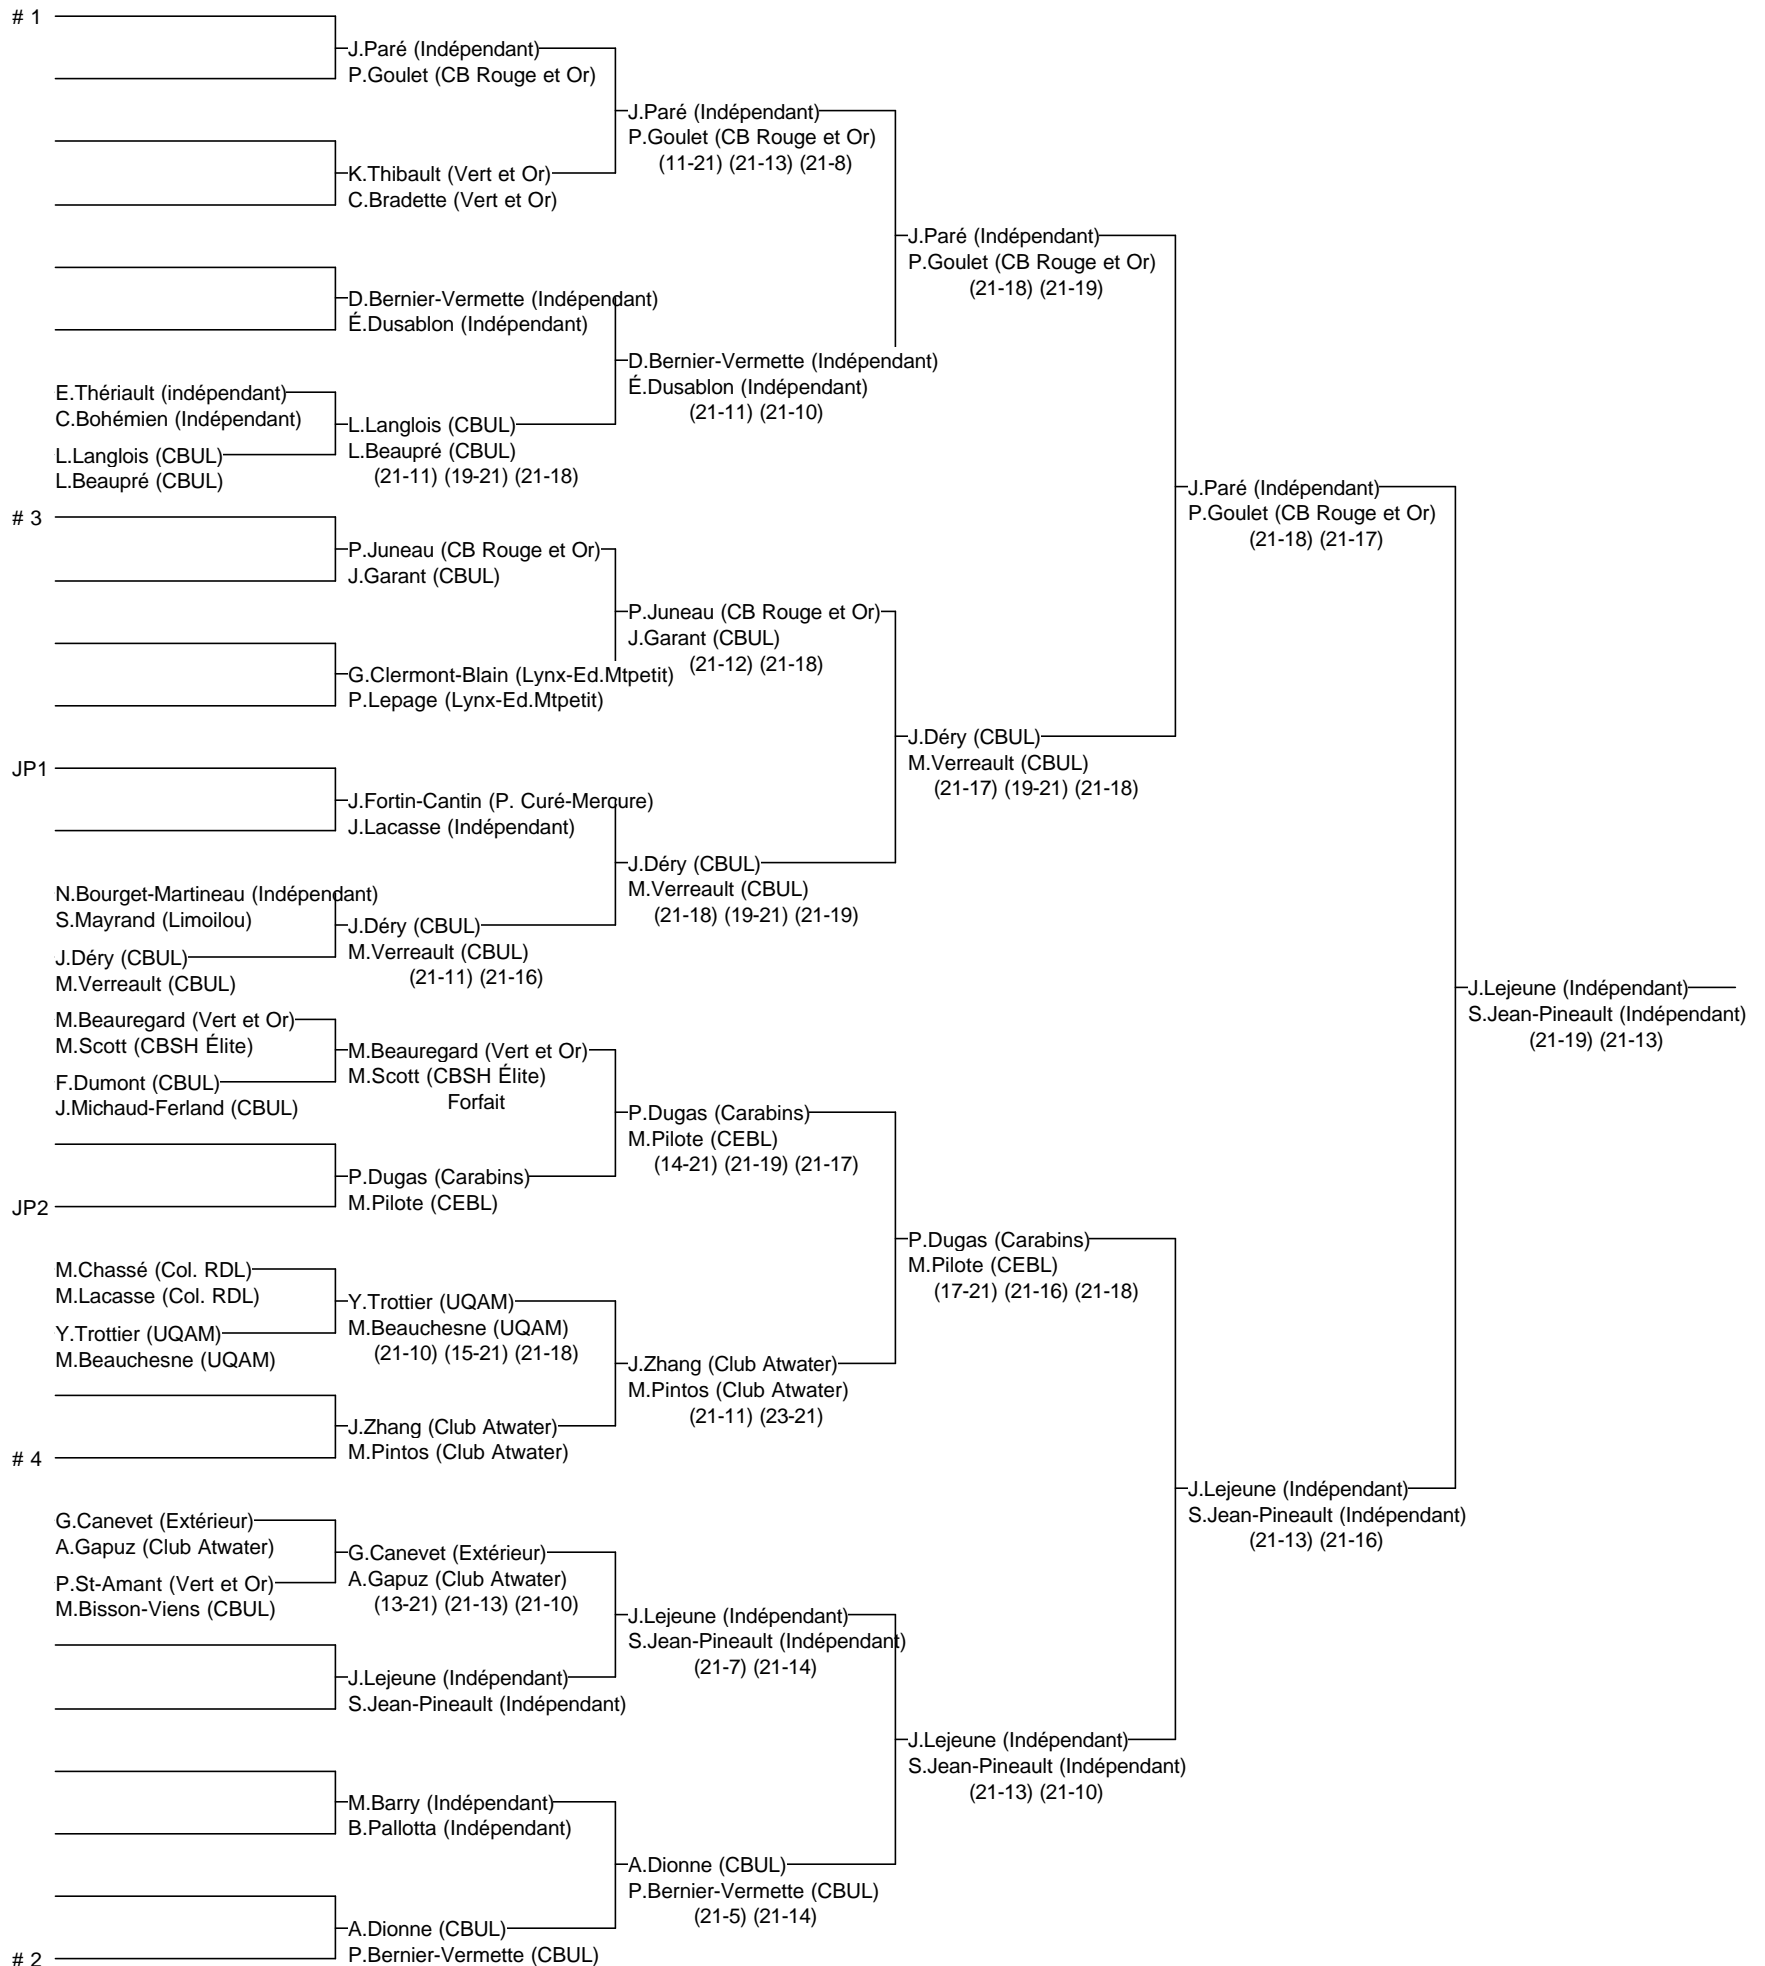 # 1
J.Paré (Indépendant)
P.Goulet (CB Rouge et Or)
J.Paré (Indépendant)
P.Goulet (CB Rouge et Or)
(11-21) (21-13) (21-8)
K.Thibault (Vert et Or)
C.Bradette (Vert et Or)
J.Paré (Indépendant)
P.Goulet (CB Rouge et Or)
(21-18) (21-19)
D.Bernier-Vermette (Indépendant)
É.Dusablon (Indépendant)
D.Bernier-Vermette (Indépendant)
É.Dusablon (Indépendant)
(21-11) (21-10)
E.Thériault (indépendant)
C.Bohémien (Indépendant)
L.Langlois (CBUL)
L.Beaupré (CBUL)
(21-11) (19-21) (21-18)
L.Langlois (CBUL)
L.Beaupré (CBUL)
J.Paré (Indépendant)
P.Goulet (CB Rouge et Or)
(21-18) (21-17)
# 3
P.Juneau (CB Rouge et Or)
J.Garant (CBUL)
P.Juneau (CB Rouge et Or)
J.Garant (CBUL)
(21-12) (21-18)
G.Clermont-Blain (Lynx-Ed.Mtpetit)
P.Lepage (Lynx-Ed.Mtpetit)
J.Déry (CBUL)
M.Verreault (CBUL)
(21-17) (19-21) (21-18)
JP1
J.Fortin-Cantin (P. Curé-Mercure)
J.Lacasse (Indépendant)
J.Déry (CBUL)
M.Verreault (CBUL)
(21-18) (19-21) (21-19)
N.Bourget-Martineau (Indépendant)
S.Mayrand (Limoilou)
J.Déry (CBUL)
M.Verreault (CBUL)
(21-11) (21-16)
J.Déry (CBUL)
M.Verreault (CBUL)
J.Lejeune (Indépendant)
S.Jean-Pineault (Indépendant)
(21-19) (21-13)
M.Beauregard (Vert et Or)
M.Scott (CBSH Élite)
M.Beauregard (Vert et Or)
M.Scott (CBSH Élite)
Forfait
F.Dumont (CBUL)
J.Michaud-Ferland (CBUL)
P.Dugas (Carabins)
M.Pilote (CEBL)
(14-21) (21-19) (21-17)
P.Dugas (Carabins)
M.Pilote (CEBL)
JP2
P.Dugas (Carabins)
M.Pilote (CEBL)
(17-21) (21-16) (21-18)
M.Chassé (Col. RDL)
M.Lacasse (Col. RDL)
Y.Trottier (UQAM)
M.Beauchesne (UQAM)
(21-10) (15-21) (21-18)
Y.Trottier (UQAM)
M.Beauchesne (UQAM)
J.Zhang (Club Atwater)
M.Pintos (Club Atwater)
(21-11) (23-21)
J.Zhang (Club Atwater)
M.Pintos (Club Atwater)
# 4
J.Lejeune (Indépendant)
S.Jean-Pineault (Indépendant)
(21-13) (21-16)
G.Canevet (Extérieur)
A.Gapuz (Club Atwater)
G.Canevet (Extérieur)
A.Gapuz (Club Atwater)
(13-21) (21-13) (21-10)
P.St-Amant (Vert et Or)
M.Bisson-Viens (CBUL)
J.Lejeune (Indépendant)
S.Jean-Pineault (Indépendant)
(21-7) (21-14)
J.Lejeune (Indépendant)
S.Jean-Pineault (Indépendant)
J.Lejeune (Indépendant)
S.Jean-Pineault (Indépendant)
(21-13) (21-10)
M.Barry (Indépendant)
B.Pallotta (Indépendant)
A.Dionne (CBUL)
P.Bernier-Vermette (CBUL)
(21-5) (21-14)
A.Dionne (CBUL)
P.Bernier-Vermette (CBUL)
# 2